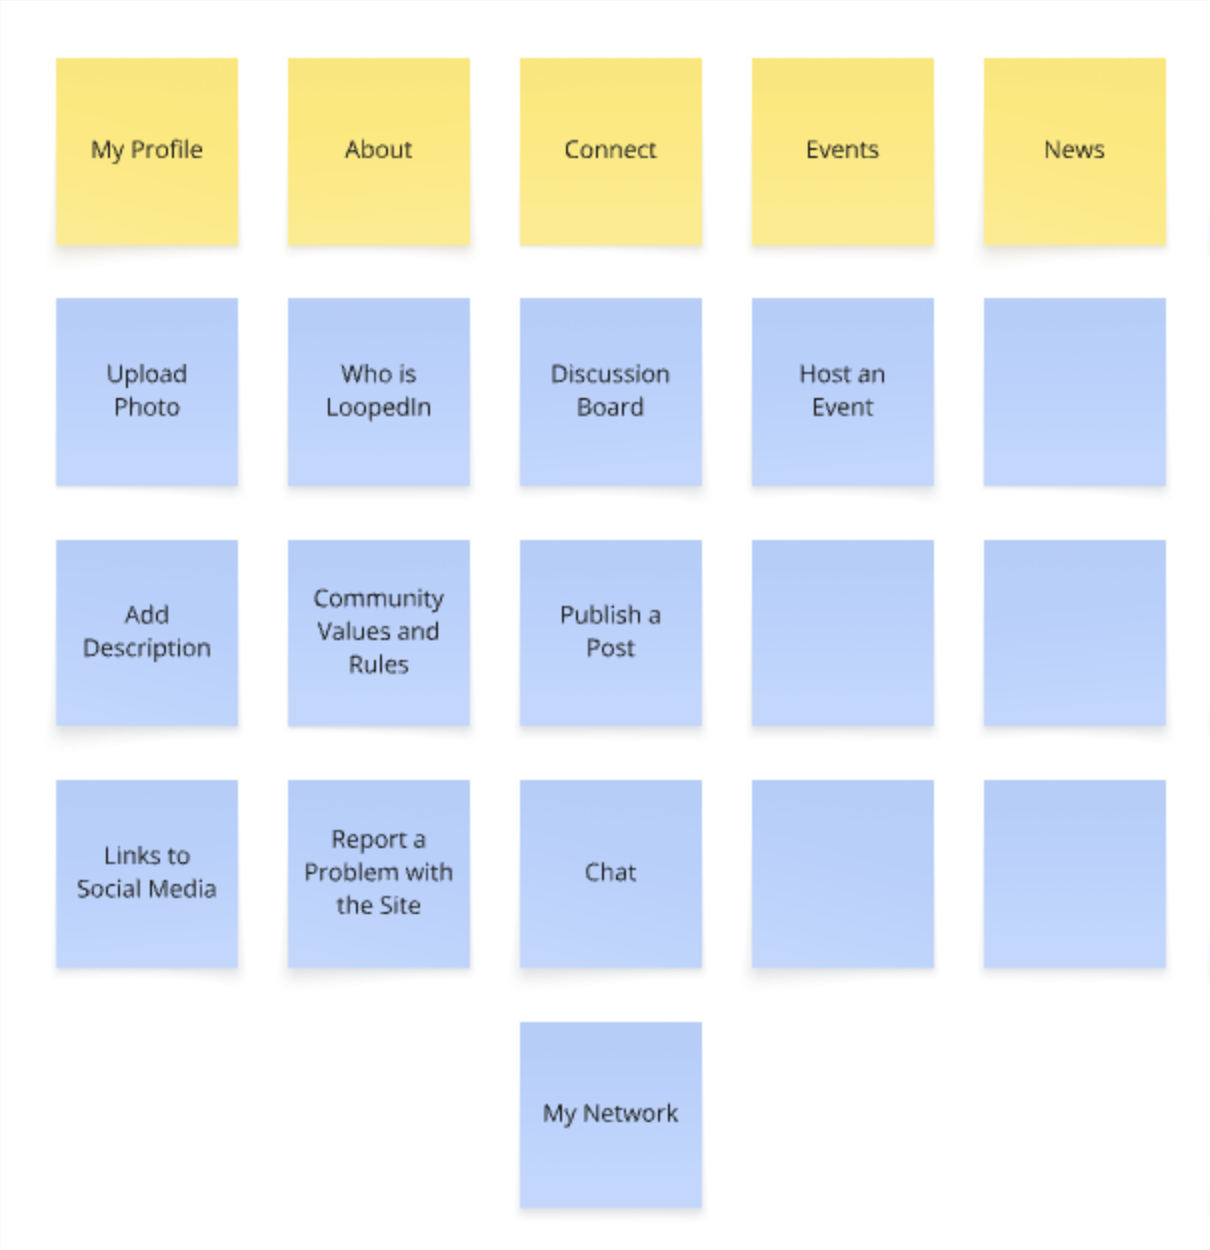 My Profile
About
Connect
Events
News
Upload
Photo
Who is
LoopedIn
Discussion
Board
Host an
Event
Add
Description
Community
Values and
Rules
Publish a
Post
Links to
Social Media
Report a
Problem with
the Site
Chat
My Network